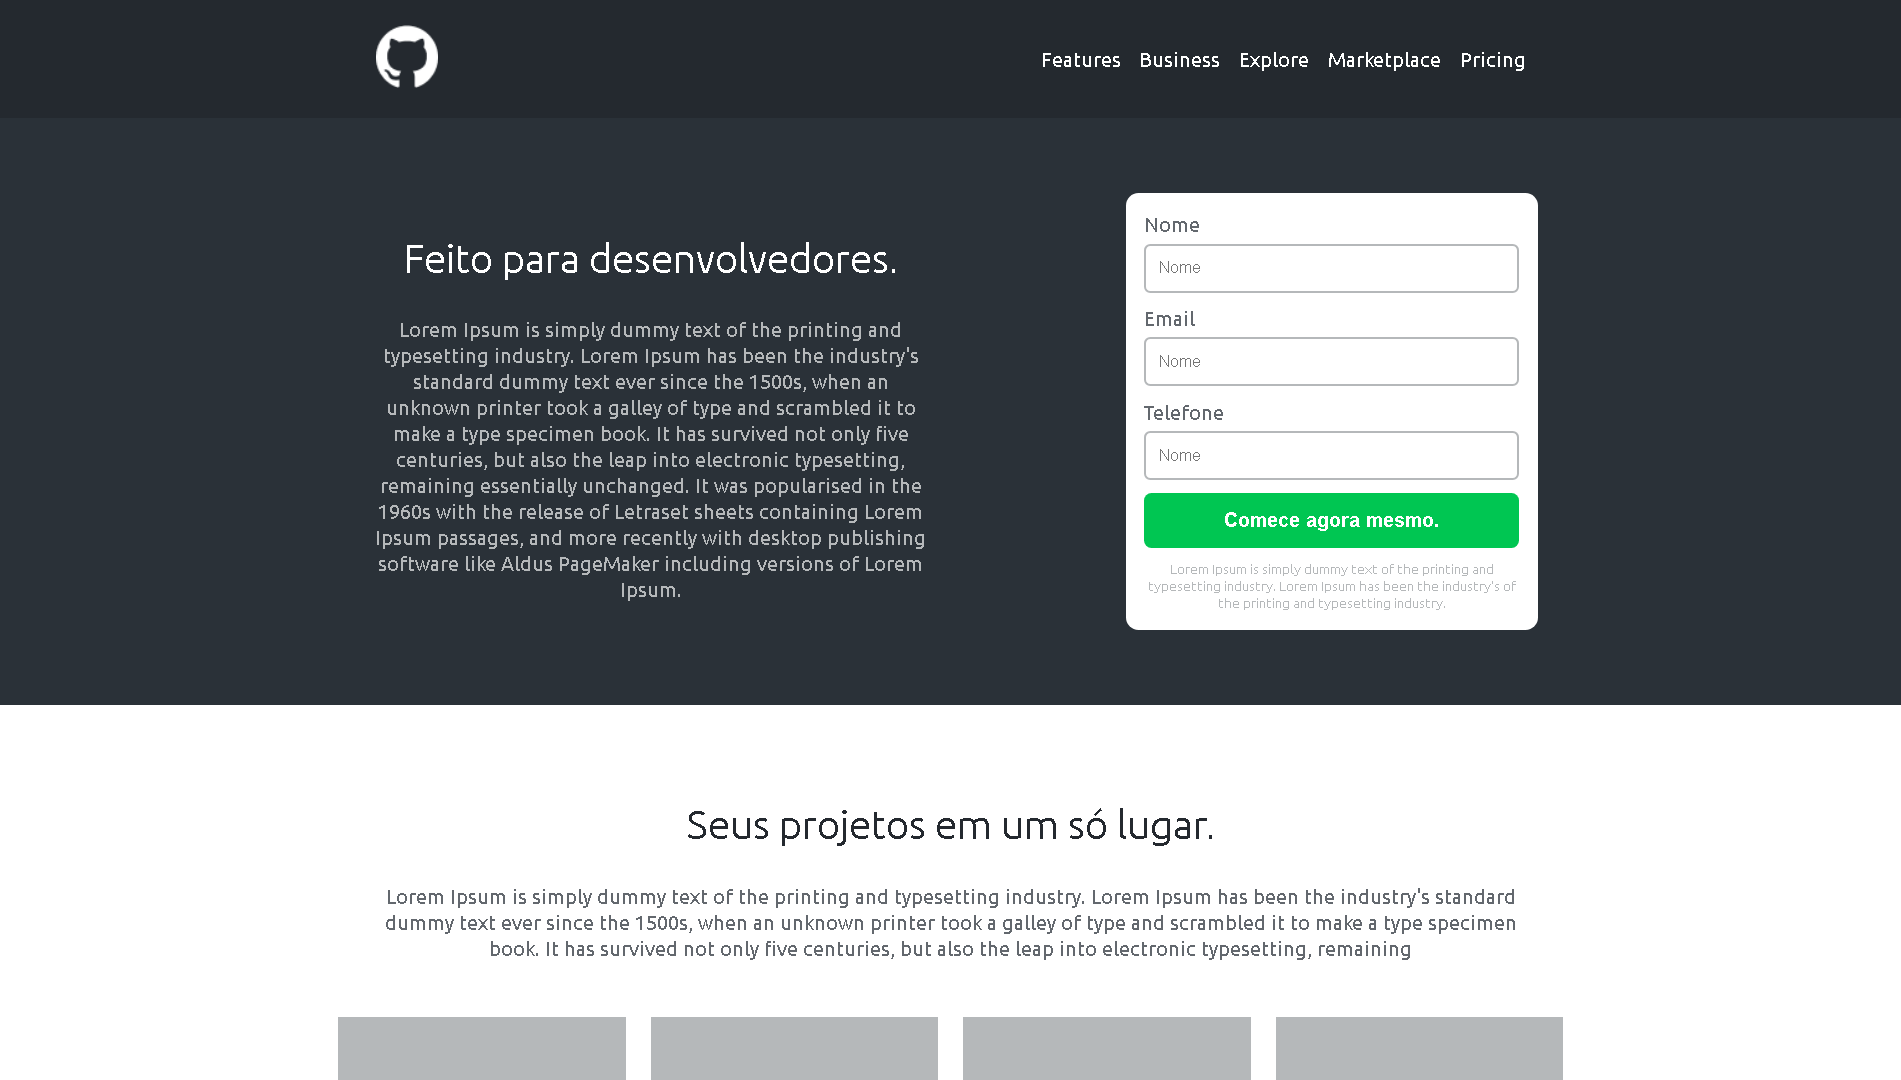 Features Business Explore Marketplace Pricing
Feito para desenvolvedores.
Lorem Ipsum is simply dummy text of the printing and
typesetting industry. Lorem Ipsum has been the industry's
standard dummy text ever since the 1500s, when an
unknown printer took a galley of type and scrambled it to
make a type specimen book. It has survived not only five
centuries, but also the leap into electronic typesetting,
remaining essentially unchanged. It was popularised in the
1960s with the release of Letraset sheets containing Lorem
Ipsum passages, and more recently with desktop publishing
software like Aldus PageMaker including versions of Lorem
Ipsum.
Nome
Nome
Email
Nome
Telefone
Nome
Comece agora mesmo.
Lorem Ipsum is simply dummy text of the printing and
typesetting industry. Lorem Ipsum has been the industry's of
the printing and typesetting industry.
Seus projetos em um só lugar.
Lorem Ipsum is simply dummy text of the printing and typesetting industry. Lorem Ipsum has been the industry's standard
dummy text ever since the 1500s, when an unknown printer took a galley of type and scrambled it to make a type specimen
book. It has survived not only five centuries, but also the leap into electronic typesetting, remaining